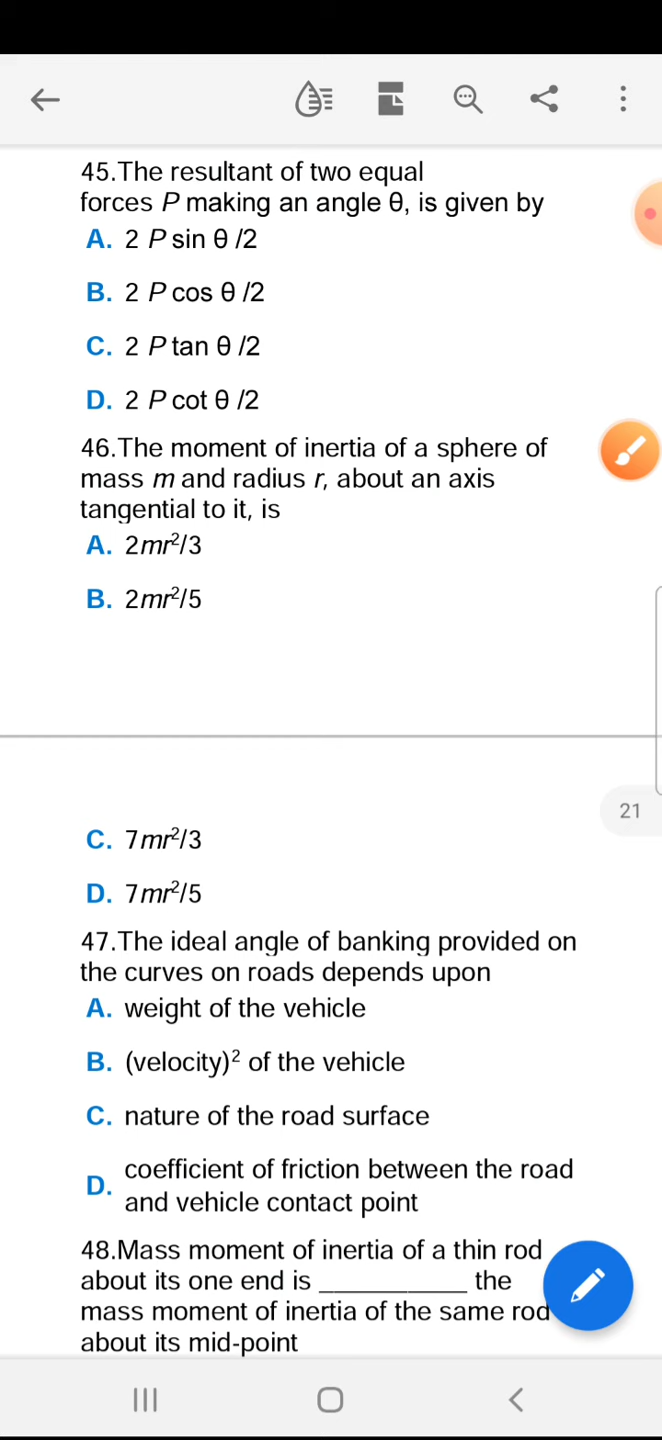 45.The resultant of two equal
forces P making an angle θ, is given by
A. 2 P sin θ /2
B. 2 P cos θ /2
C. 2 P tan θ /2
D. 2 P cot θ /2
46.The moment of inertia of a sphere of
mass m and radius r, about an axis
tangential to it, is
A. 2mr²/3
B. 2mr²/5
21
C. 7mr²/3
D. 7mr²/5
47.The ideal angle of banking provided on
the curves on roads depends upon
A. weight of the vehicle
B. (velocity)² of the vehicle
C. nature of the road surface
D. coefficient of friction between the road
and vehicle contact point
48.Mass moment of inertia of a thin rod
about its one end is __________ the
mass moment of inertia of the same rod
about its mid-point